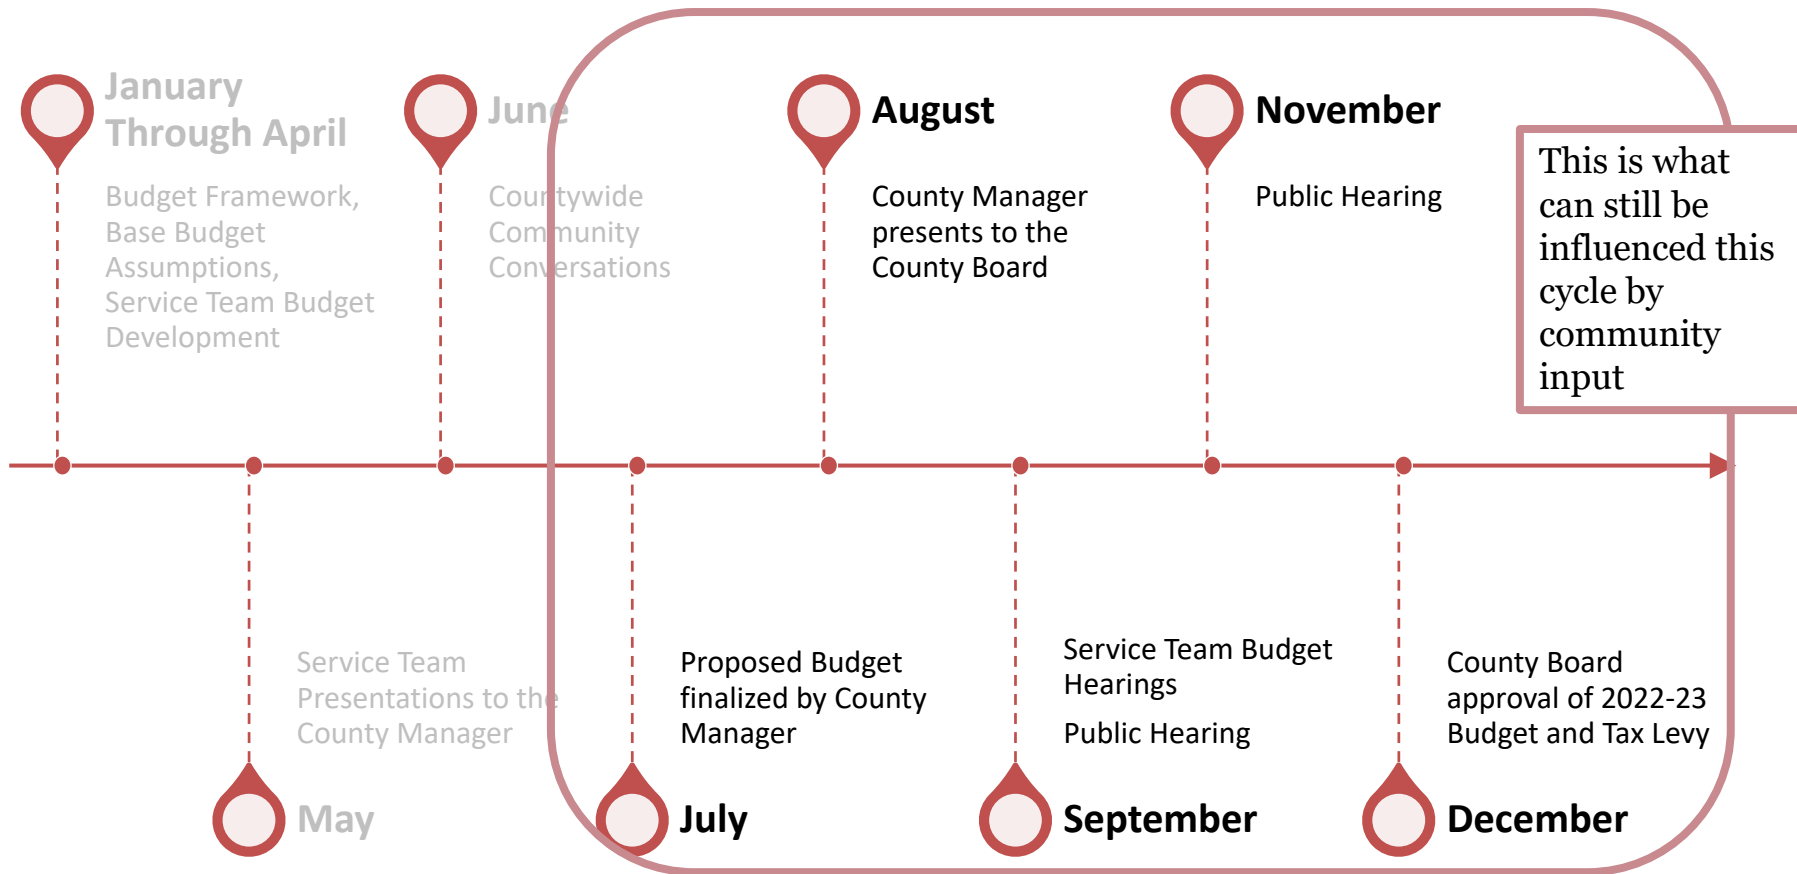 January
Through April
Budget Framework,
Base Budget
Assumptions,
Service Team Budget
Development
June
Countywide
Community
Conversations
August
County Manager
presents to the
County Board
November
Public Hearing
This is what
can still be
influenced this
cycle by
community
input
Service Team
Presentations to the
County Manager
May
Proposed Budget
finalized by County
Manager
July
Service Team Budget
Hearings
Public Hearing
September
County Board
approval of 2022-23
Budget and Tax Levy
December